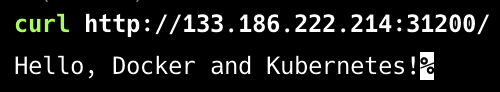 curl http://133.186.222.214:31200/
Hello, Docker and Kubernetes!%